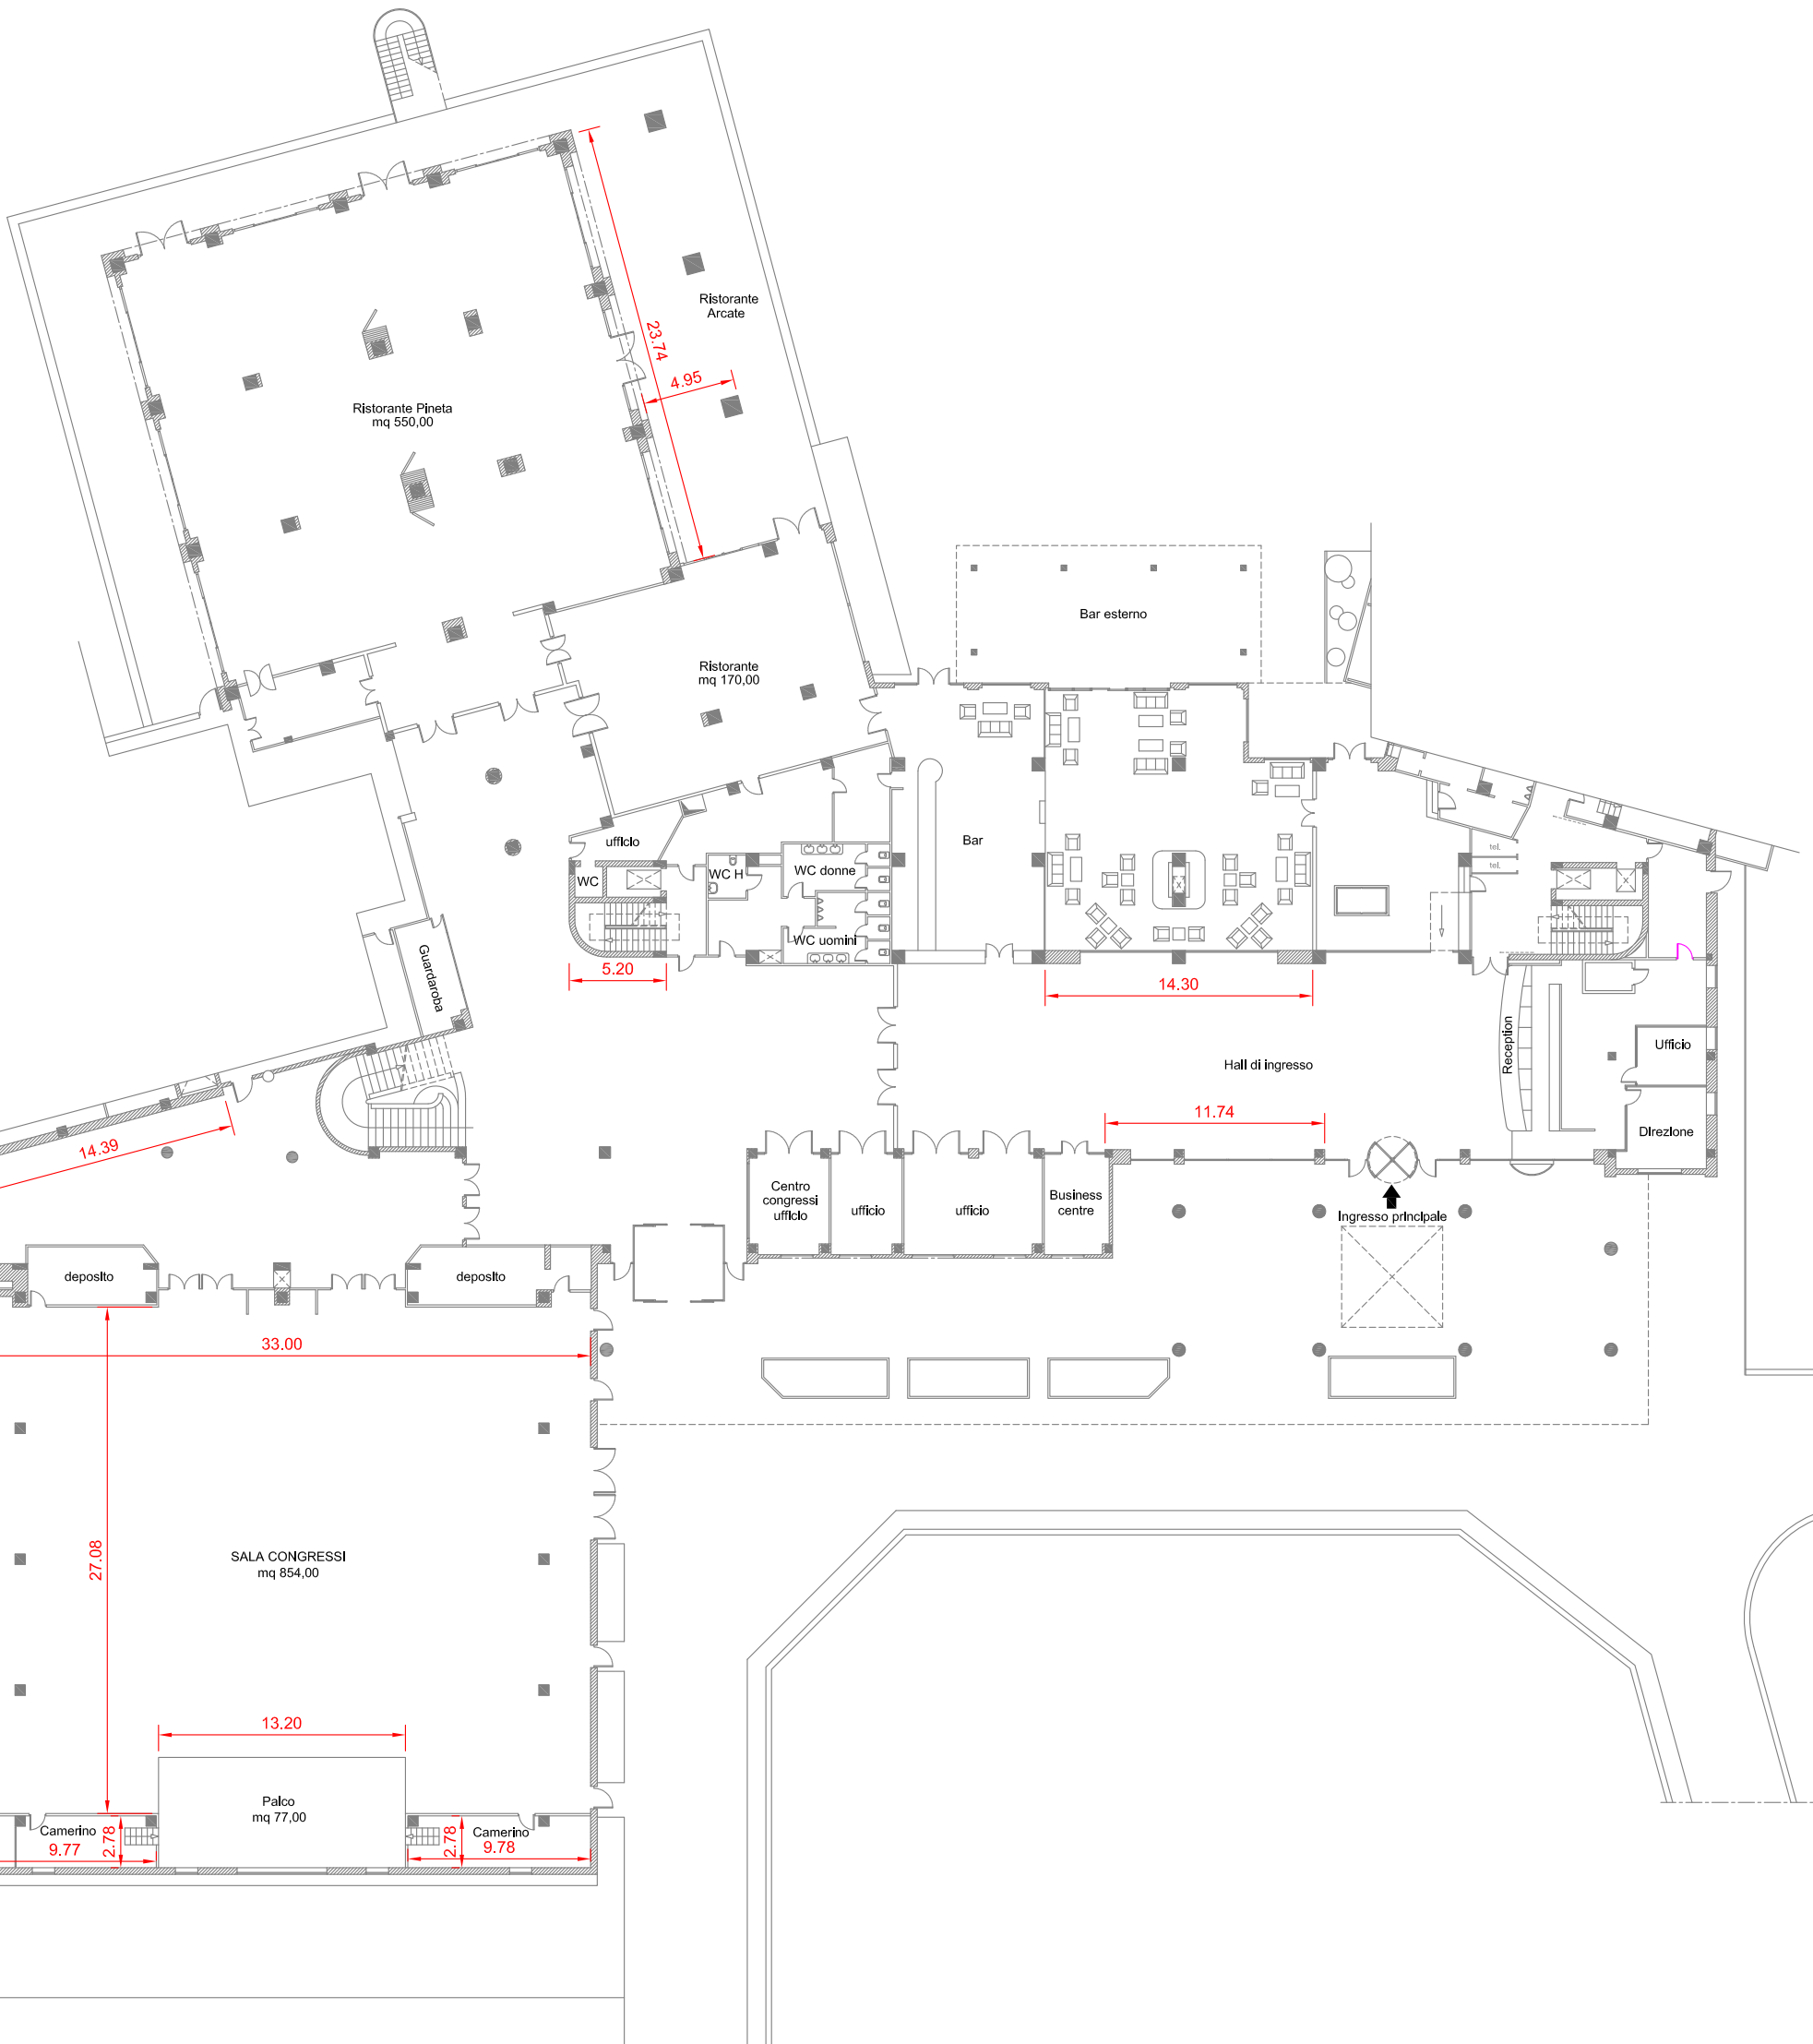 Ristorante
Arcate
23.74
4.95
Ristorante Pineta
mq 550,00
Bar esterno
Ristorante
mq 170,00
ufficio
WC
WC H
WC donne
WC uomini
Bar
tel.
tel.
Guardaroba
5.20
14.30
Reception
Ufficio
Hall di ingresso
11.74
Direzione
14.39
Centro
congressi
ufficio
ufficio
ufficio
Business
centre
Ingresso principale
deposito
deposito
33.00
27.08
SALA CONGRESSI
mq 854,00
13.20
Palco
mq 77,00
Camerino
9.77
2.78
2.78
Camerino
9.78